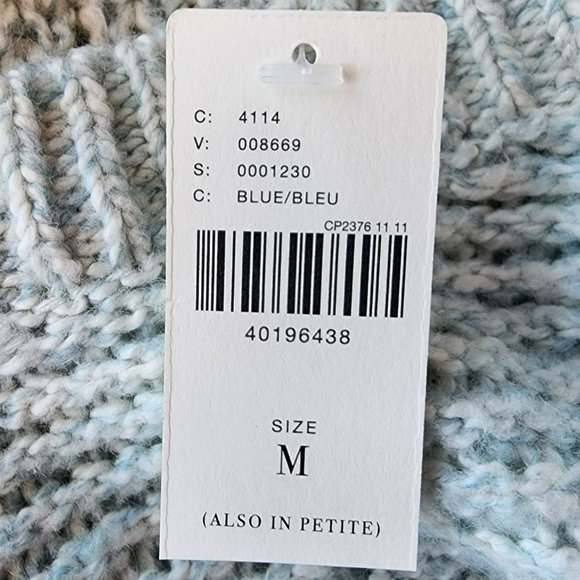 C: 4114
V: 008669
S: 0001230
C: BLUE/BLEU
CP2376 11 11
40196438
SIZE
M
(ALSO IN PETITE)